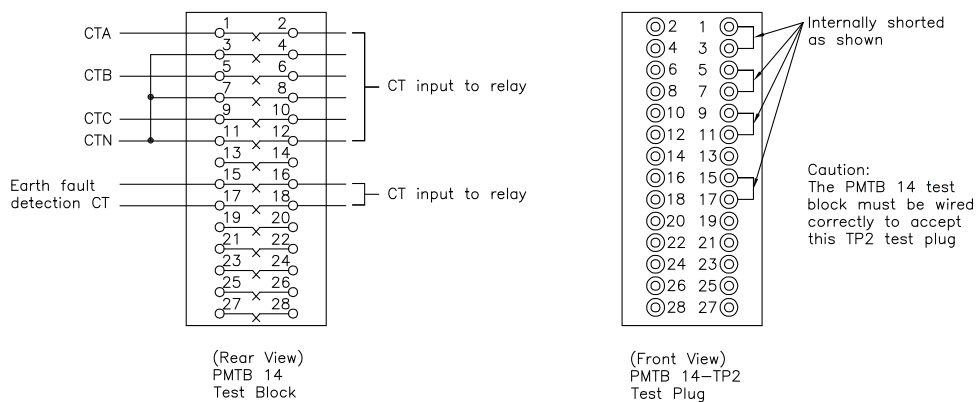 CTA
CTB
CTC
CTN
Earth fault
detection CT
1 2
3 4
5 6
7 8
9 10
11 12
13 14
15 16
17 18
19 20
21 22
23 24
25 26
27 28
CT input to relay
CT input to relay
(Rear View)
PMTB 14
Test Block
2 1
4 3
6 5
8 7
10 9
12 11
14 13
16 15
18 17
20 19
22 21
24 23
26 25
28 27
Internally shorted
as shown
Caution:
The PMTB 14 test
block must be wired
correctly to accept
this TP2 test plug
(Front View)
PMTB 14-TP2
Test Plug